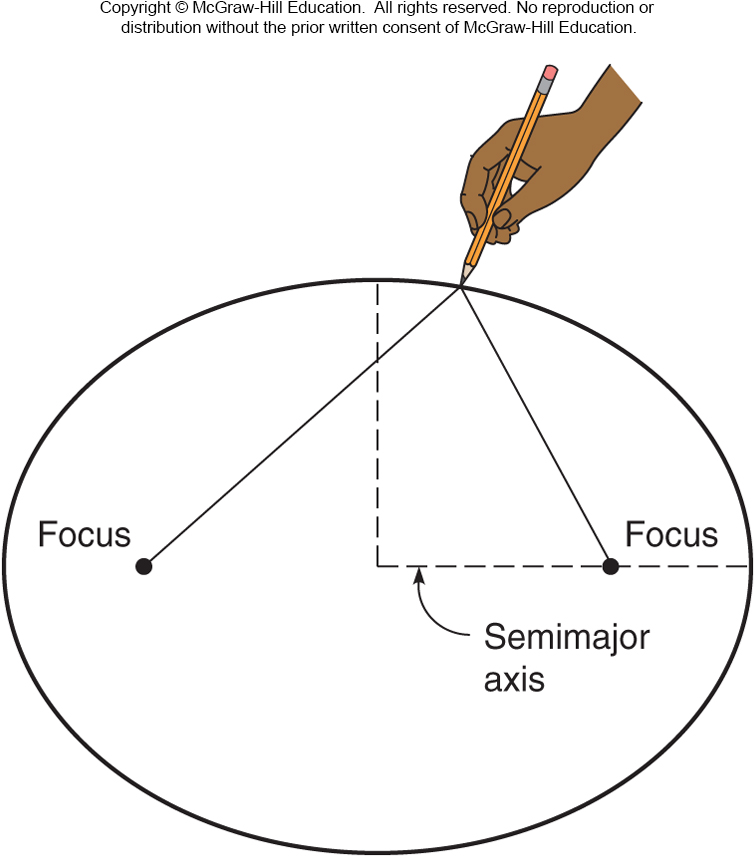 Copyright © McGraw-Hill Education.  All rights reserved. No reproduction or
distribution without the prior written consent of McGraw-Hill Education.
Focus
Focus
Semimajor
axis